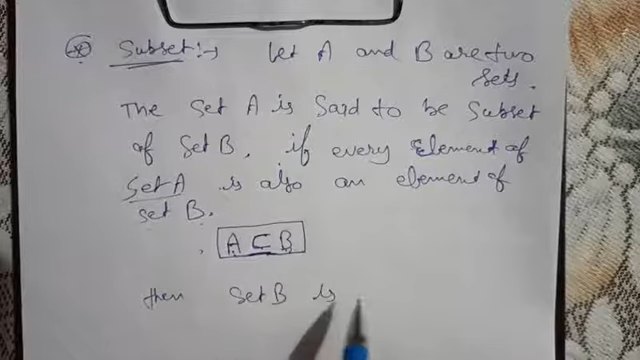 Subset :→ Let A and B are two
sets.
The set A is said to be subset
of set B, if every element of
set A is also an element of
set B.
A ⊂ B
then set B is